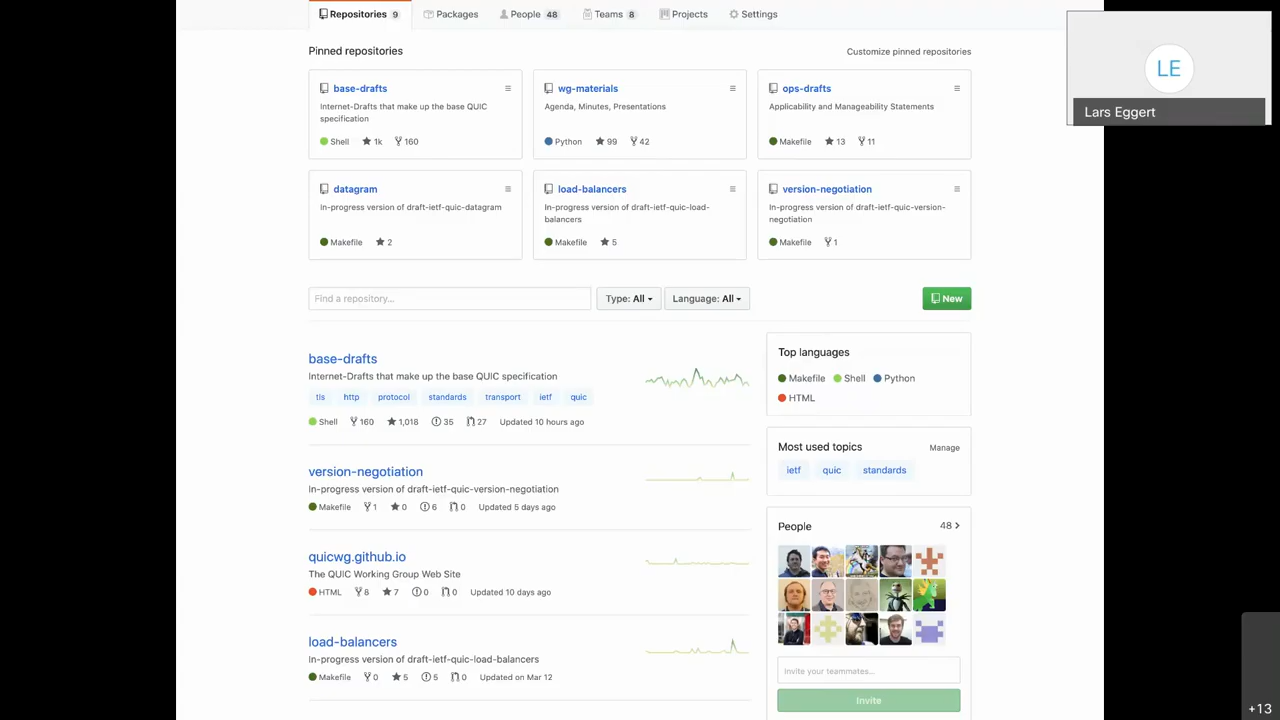 Repositories 9 Packages People 48 Teams 8 Projects Settings
Pinned repositories Customize pinned repositories
base-drafts
Internet-Drafts that make up the base QUIC
specification
Shell 1k 160
wg-materials
Agenda, Minutes, Presentations
Python 99 42
ops-drafts
Applicability and Manageability Statements
Makefile 13 11
datagram
In-progress version of draft-ietf-quic-datagram
Makefile 2
load-balancers
In-progress version of draft-ietf-quic-load-
balancers
Makefile 5
version-negotiation
In-progress version of draft-ietf-quic-version-
negotiation
Makefile 1
Find a repository... Type: All Language: All New
base-drafts
Internet-Drafts that make up the base QUIC specification
tls http protocol standards transport ietf quic
Shell 160 1,018 35 27 Updated 10 hours ago
version-negotiation
In-progress version of draft-ietf-quic-version-negotiation
Makefile 1 0 6 0 Updated 5 days ago
quicwg.github.io
The QUIC Working Group Web Site
HTML 8 7 0 0 Updated 10 days ago
load-balancers
In-progress version of draft-ietf-quic-load-balancers
Makefile 0 5 5 0 Updated on Mar 12
Top languages
Makefile Shell Python
HTML
Most used topics Manage
ietf quic standards
People 48
Invite your teammates...
Invite
LE
Lars Eggert
+13